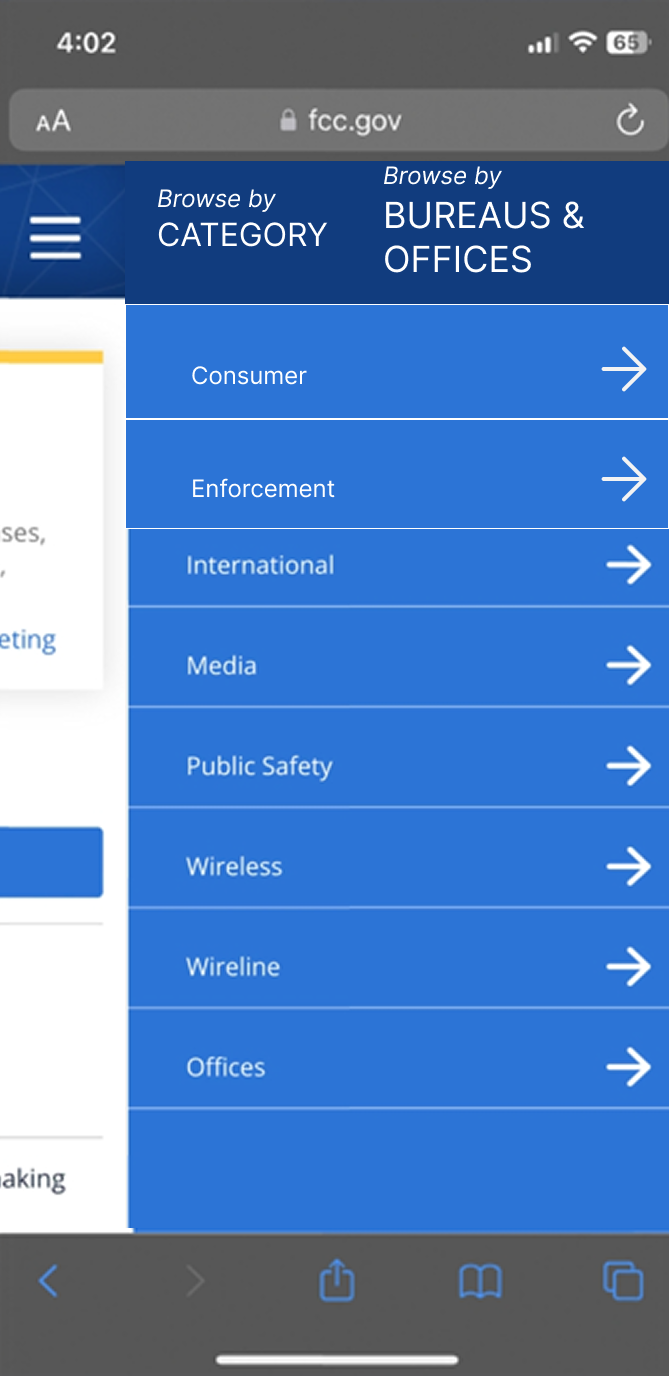 4:02
65
AA
fcc.gov
Browse by
CATEGORY
Browse by
BUREAUS &
OFFICES
Consumer
Enforcement
ses,
International
,
eting
Media
Public Safety
Wireless
Wireline
Offices
aking